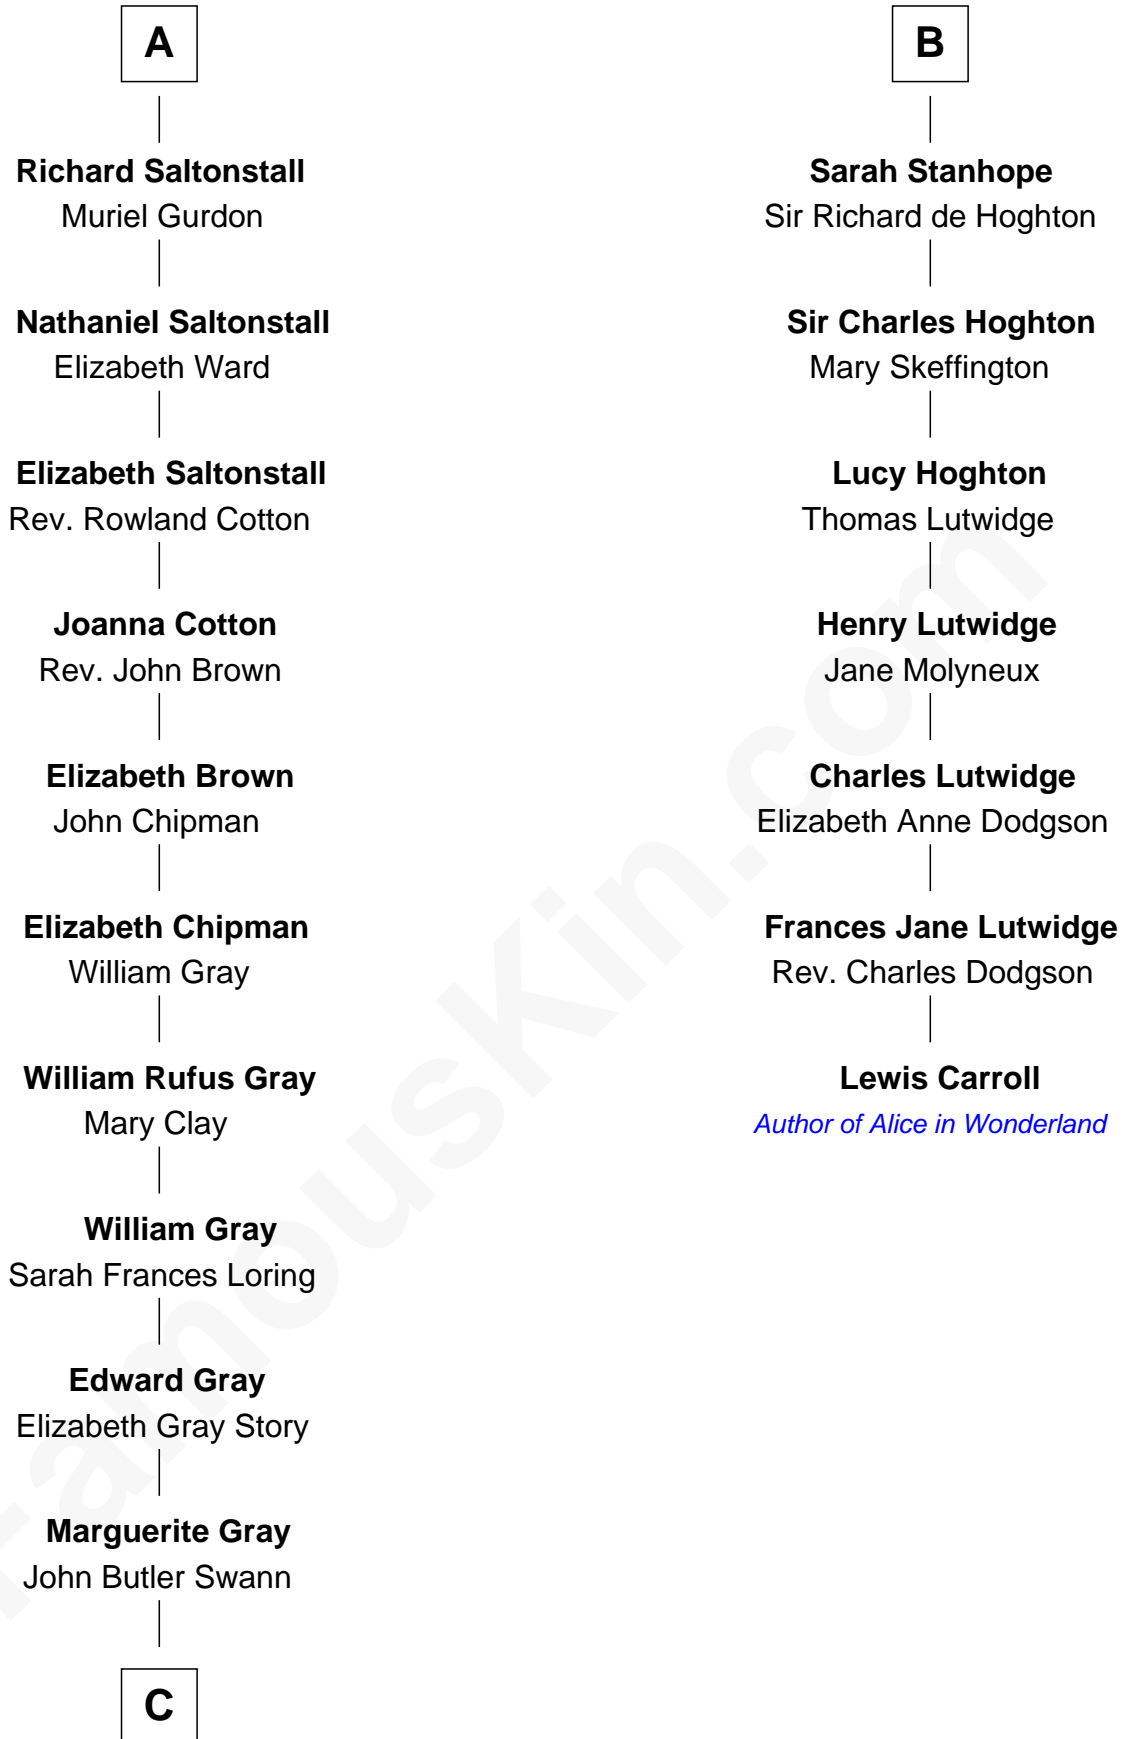 A
Richard Saltonstall
Muriel Gurdon
Nathaniel Saltonstall
Elizabeth Ward
Elizabeth Saltonstall
Rev. Rowland Cotton
Joanna Cotton
Rev. John Brown
Elizabeth Brown
John Chipman
Elizabeth Chipman
William Gray
William Rufus Gray
Mary Clay
William Gray
Sarah Frances Loring
Edward Gray
Elizabeth Gray Story
Marguerite Gray
John Butler Swann
C
B
Sarah Stanhope
Sir Richard de Hoghton
Sir Charles Hoghton
Mary Skeffington
Lucy Hoghton
Thomas Lutwidge
Henry Lutwidge
Jane Molyneux
Charles Lutwidge
Elizabeth Anne Dodgson
Frances Jane Lutwidge
Rev. Charles Dodgson
Lewis Carroll
Author of Alice in Wonderland
FamousKin.com